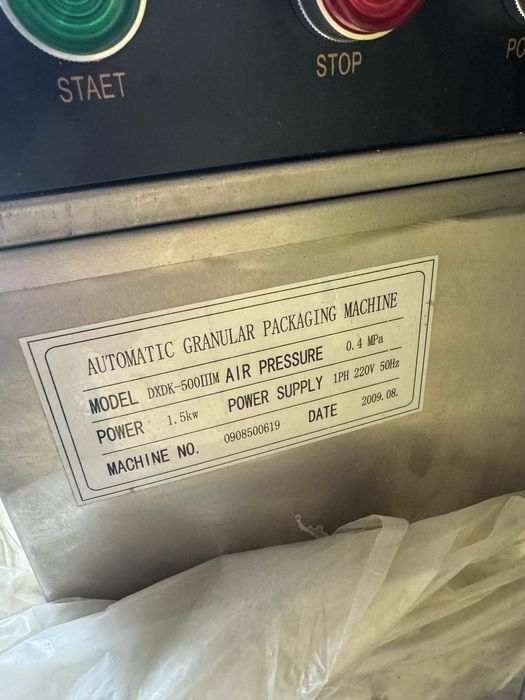 STAET
STOP
PO
AUTOMATIC GRANULAR PACKAGING MACHINE
MODEL DXDK-500IIIM AIR PRESSURE 0.4 MPa
POWER 1.5kw POWER SUPPLY 1PH 220V 50Hz
MACHINE NO. 0908500619 DATE 2009.08.